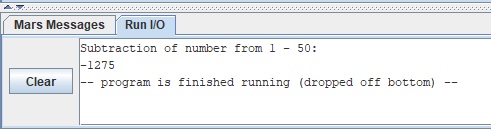 Mars Messages Run I/O
Subtraction of number from 1 - 50:
-1275
-- program is finished running (dropped off bottom) --
Clear